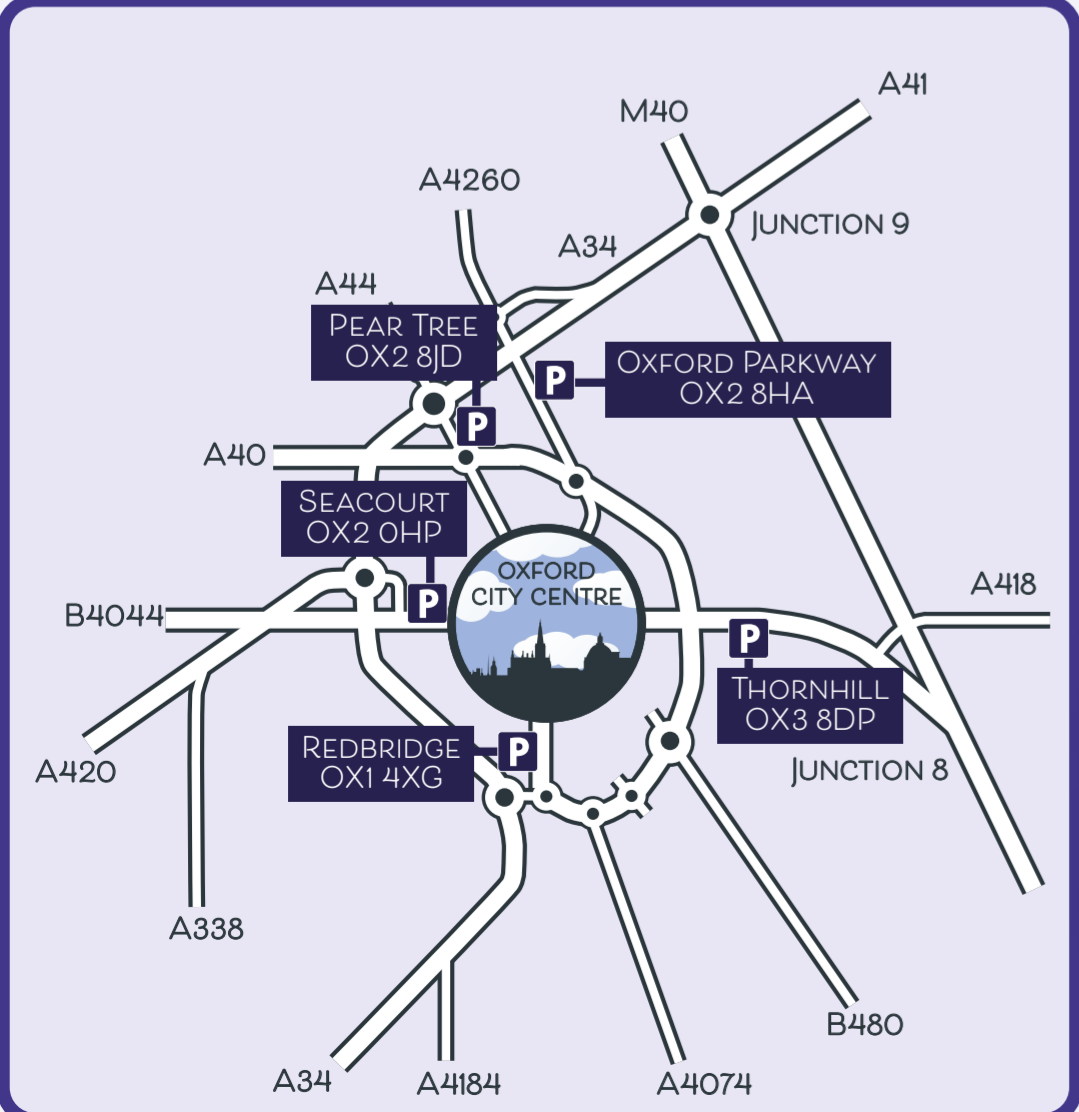 A41
M40
A4260
JUNCTION 9
A34
A44
PEAR TREE
OX2 8JD
P
OXFORD PARKWAY
OX2 8HA
P
A40
SEACOURT
OX2 0HP
P
OXFORD
CITY CENTRE
A418
B4044
P
THORNHILL
OX3 8DP
REDBRIDGE
OX1 4XG
P
A420
JUNCTION 8
A338
B480
A34
A4184
A4074